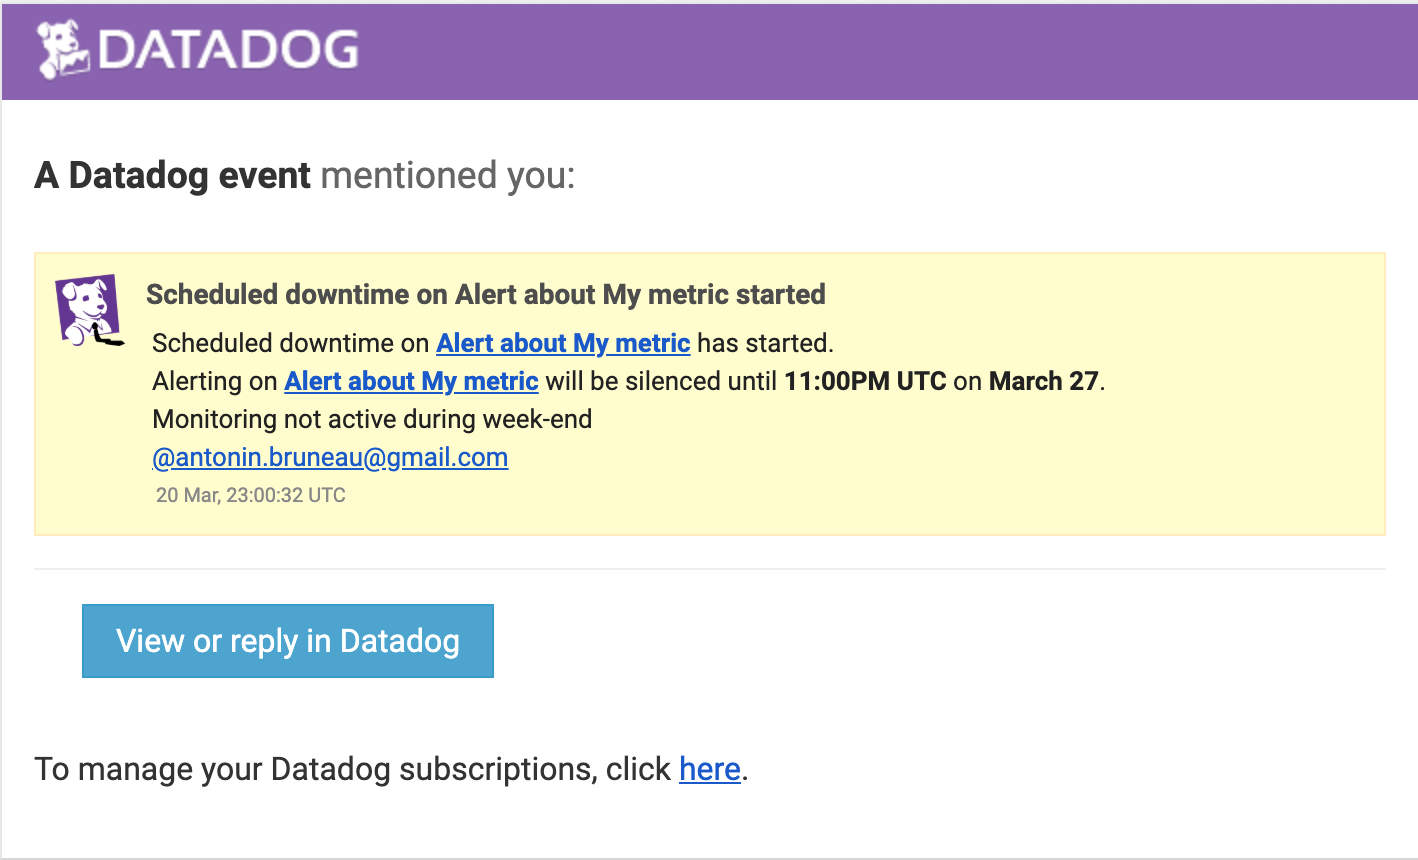 DATADOG
A Datadog event mentioned you:
Scheduled downtime on Alert about My metric started
Scheduled downtime on Alert about My metric has started.
Alerting on Alert about My metric will be silenced until 11:00PM UTC on March 27.
Monitoring not active during week-end
@antonin.bruneau@gmail.com
20 Mar, 23:00:32 UTC
View or reply in Datadog
To manage your Datadog subscriptions, click here.